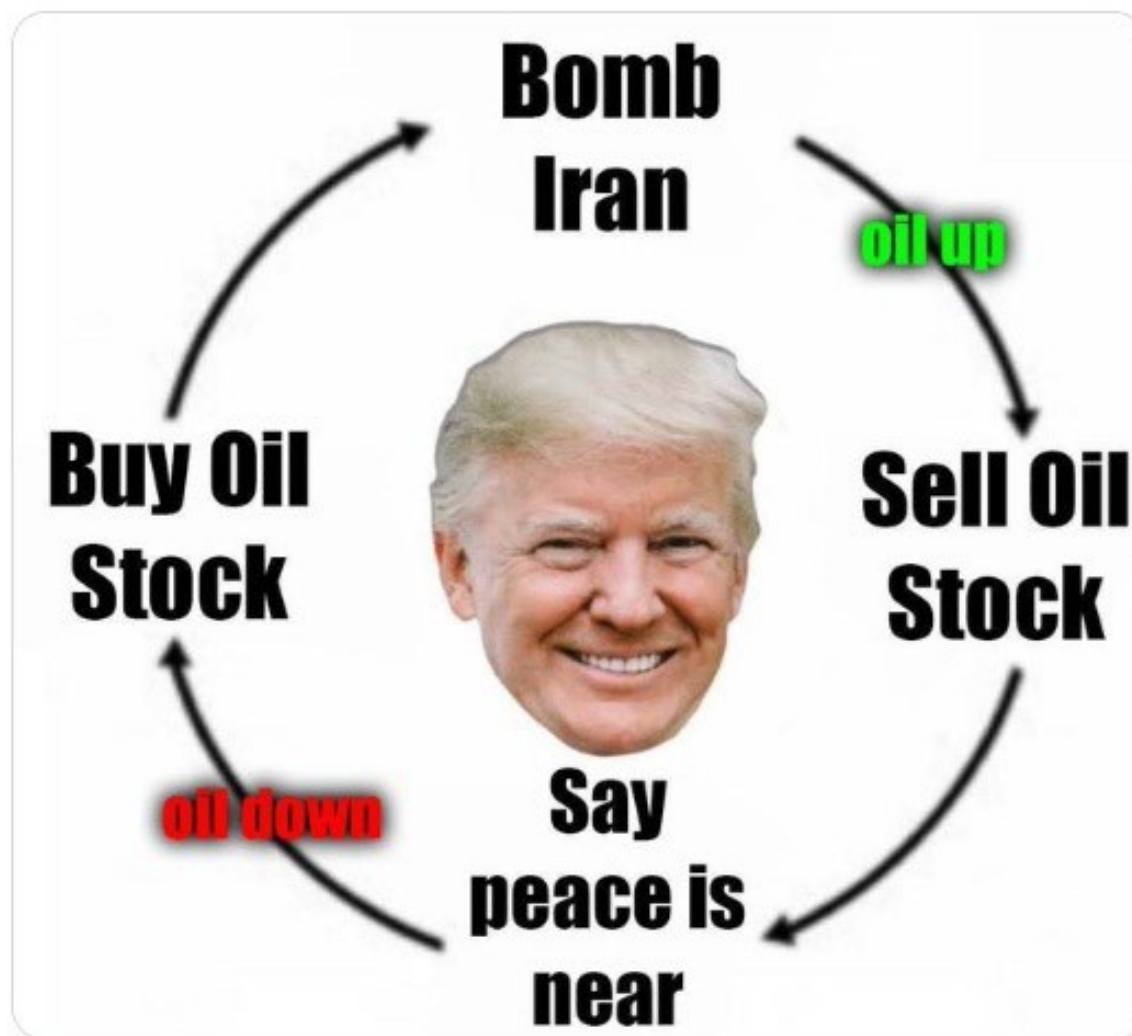 Bomb
Iran
oil up
Sell Oil
Stock
Say
peace is
near
oil down
Buy Oil
Stock